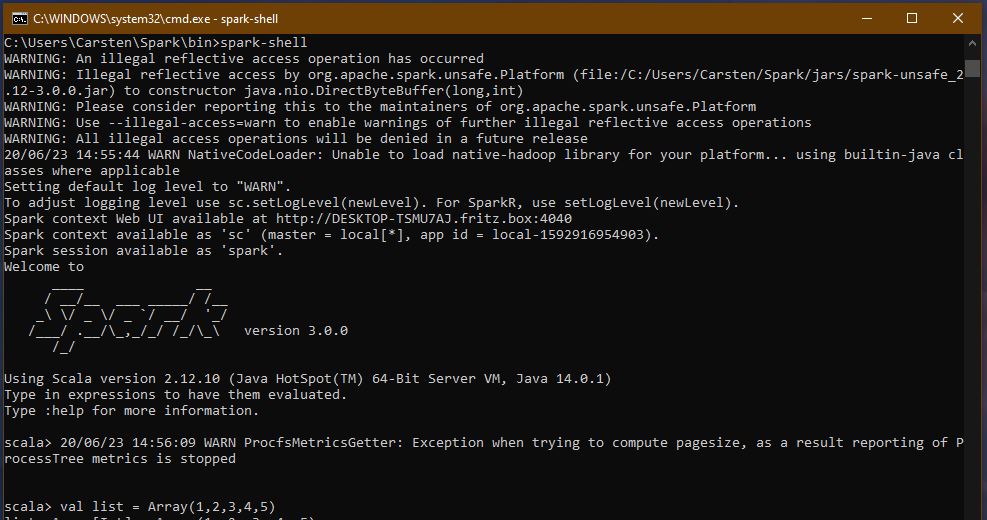 C:\WINDOWS\system32\cmd.exe - spark-shell
C:\Users\Carsten\Spark\bin>spark-shell
WARNING: An illegal reflective access operation has occurred
WARNING: Illegal reflective access by org.apache.spark.unsafe.Platform (file:/C:/Users/Carsten/Spark/jars/spark-unsafe_2
.12-3.0.0.jar) to constructor java.nio.DirectByteBuffer(long,int)
WARNING: Please consider reporting this to the maintainers of org.apache.spark.unsafe.Platform
WARNING: Use --illegal-access=warn to enable warnings of further illegal reflective access operations
WARNING: All illegal access operations will be denied in a future release
20/06/23 14:55:44 WARN NativeCodeLoader: Unable to load native-hadoop library for your platform... using builtin-java cl
asses where applicable
Setting default log level to "WARN".
To adjust logging level use sc.setLogLevel(newLevel). For SparkR, use setLogLevel(newLevel).
Spark context Web UI available at http://DESKTOP-TSMU7AJ.fritz.box:4040
Spark context available as 'sc' (master = local[*], app id = local-1592916954903).
Spark session available as 'spark'.
Welcome to
Spark version 3.0.0
Using Scala version 2.12.10 (Java HotSpot(TM) 64-Bit Server VM, Java 14.0.1)
Type in expressions to have them evaluated.
Type :help for more information.
scala> 20/06/23 14:56:09 WARN ProcfsMetricsGetter: Exception when trying to compute pagesize, as a result reporting of P
rocessTree metrics is stopped
scala> val list = Array(1,2,3,4,5)